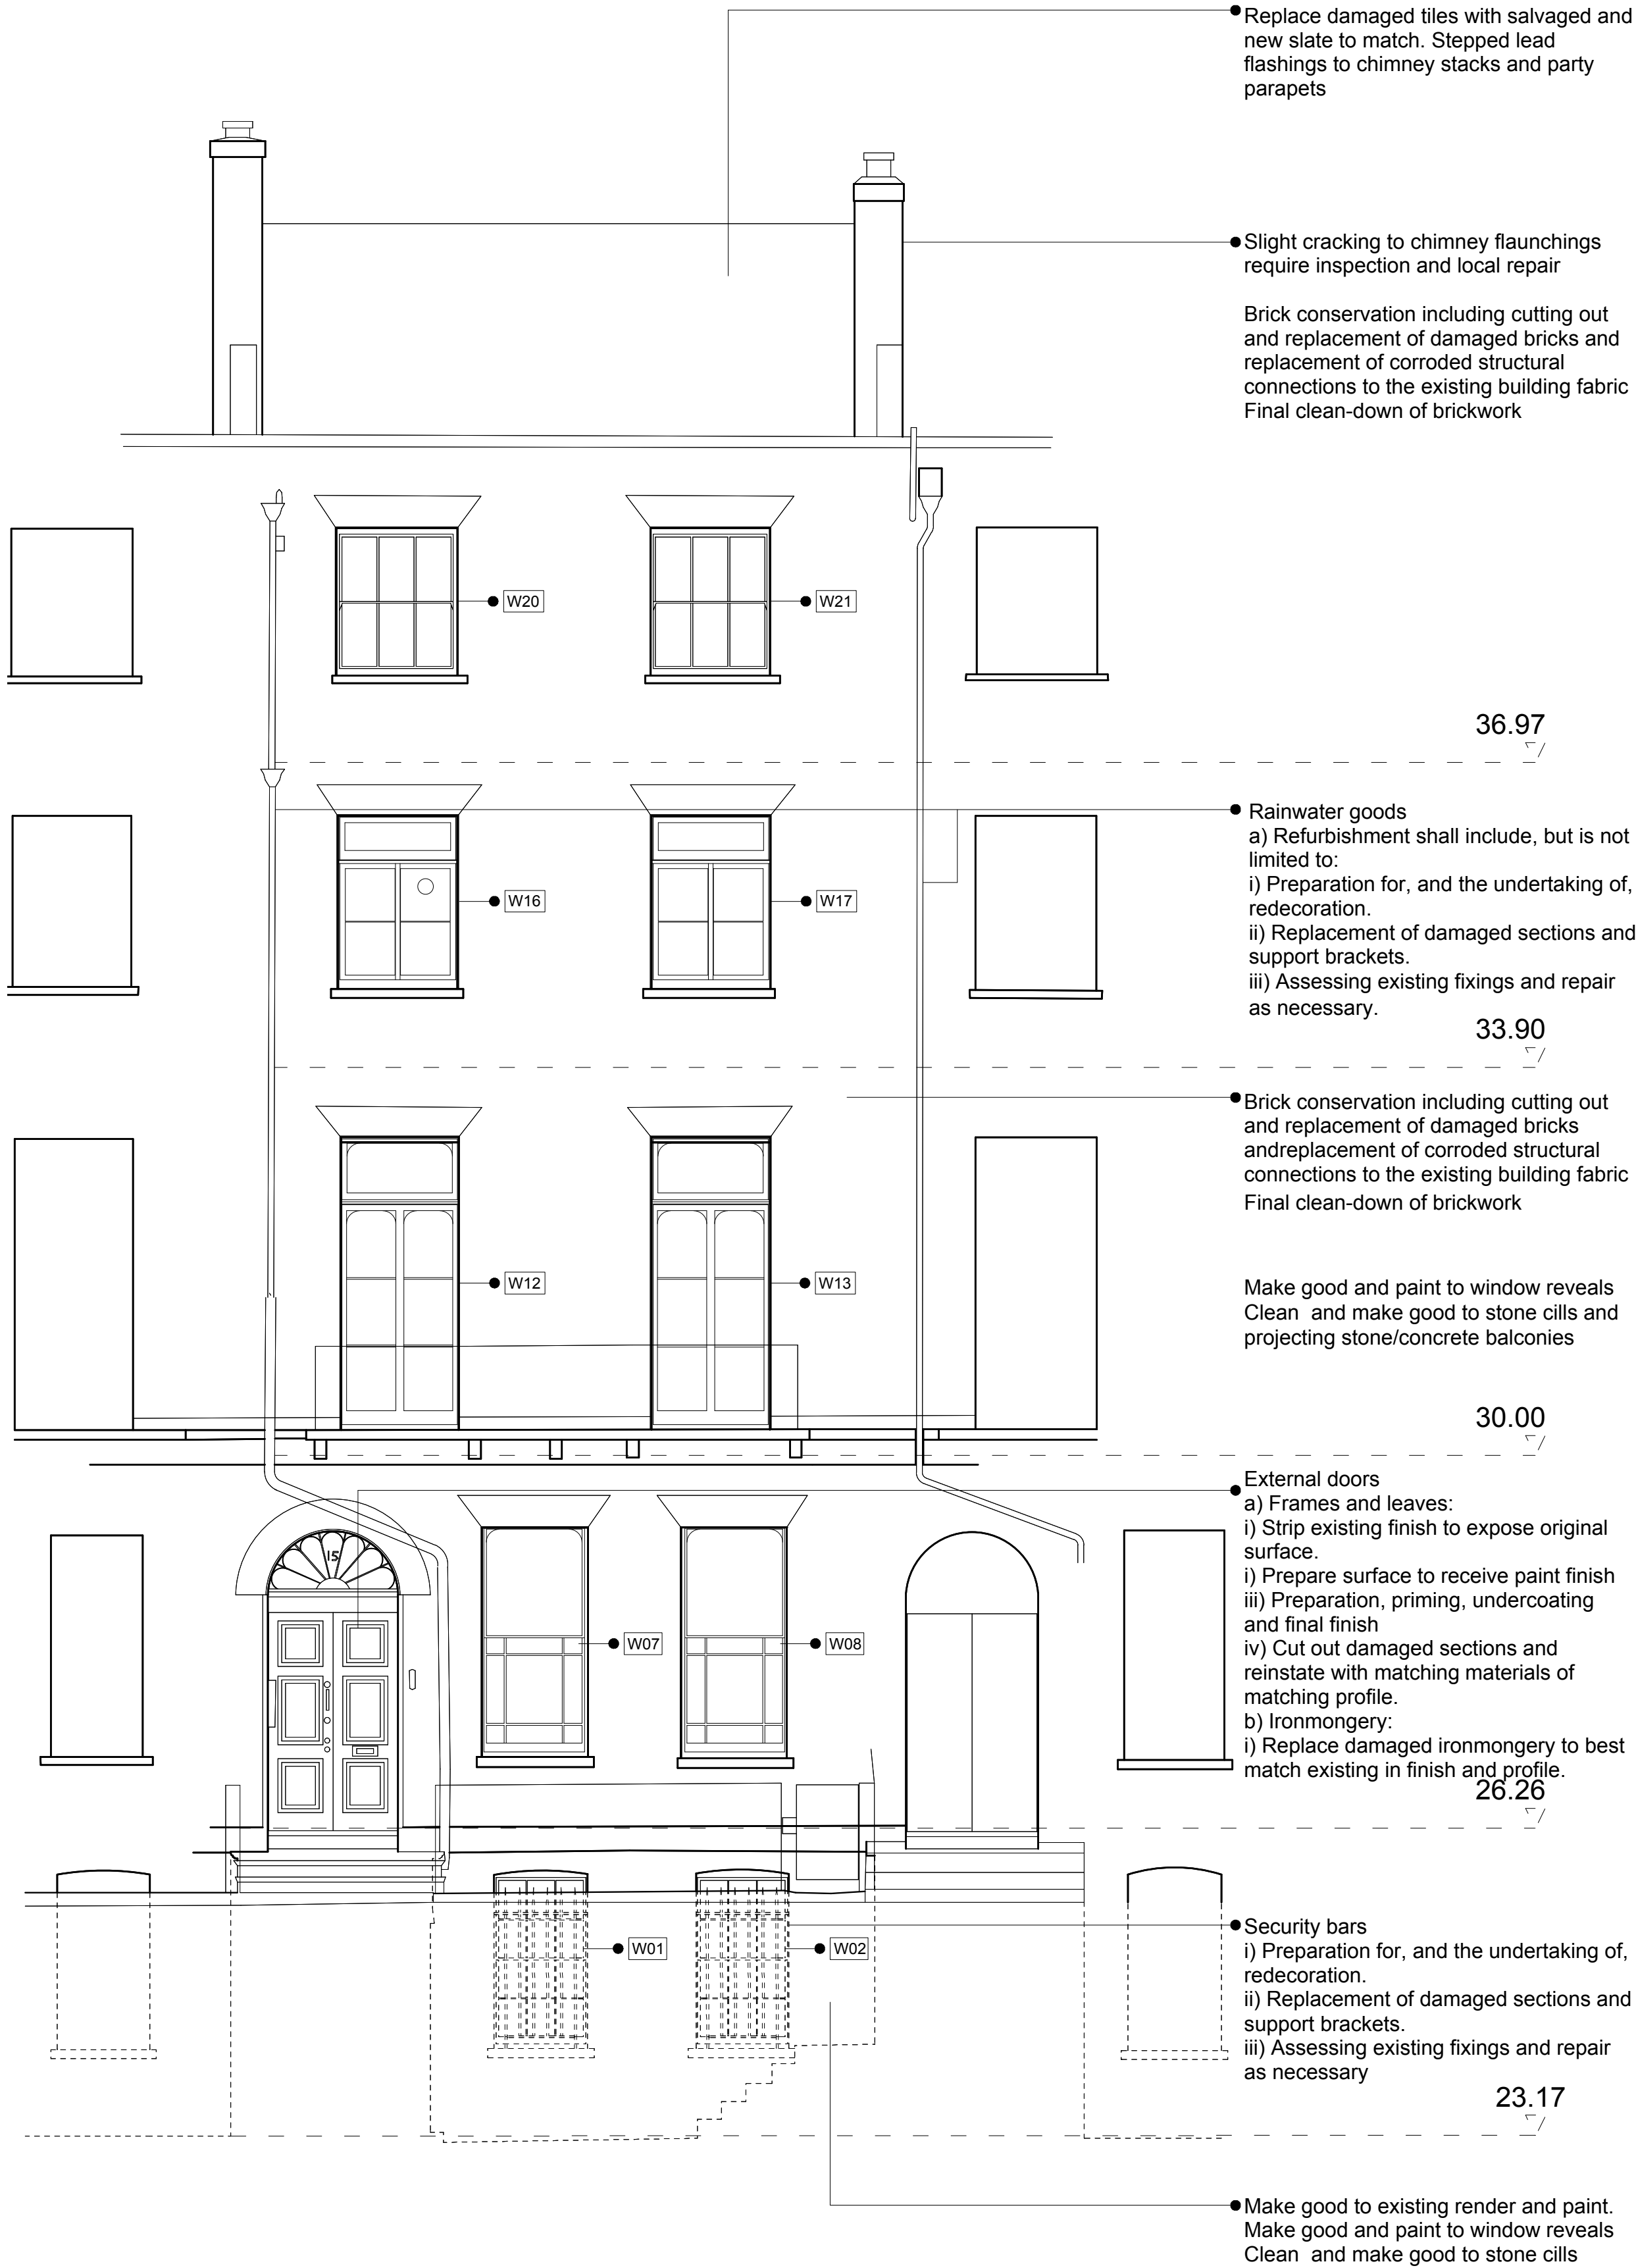 Replace damaged tiles with salvaged and
new slate to match. Stepped lead
flashings to chimney stacks and party
parapets
Slight cracking to chimney flaunchings
require inspection and local repair
Brick conservation including cutting out
and replacement of damaged bricks and
replacement of corroded structural
connections to the existing building fabric
Final clean-down of brickwork
W20
W21
36.97
Rainwater goods
a) Refurbishment shall include, but is not
limited to:
i) Preparation for, and the undertaking of,
redecoration.
ii) Replacement of damaged sections and
support brackets.
iii) Assessing existing fixings and repair
as necessary.
W16
W17
33.90
Brick conservation including cutting out
and replacement of damaged bricks
andreplacement of corroded structural
connections to the existing building fabric
Final clean-down of brickwork
W12
W13
Make good and paint to window reveals
Clean  and make good to stone cills and
projecting stone/concrete balconies
30.00
External doors
a) Frames and leaves:
i) Strip existing finish to expose original
surface.
i) Prepare surface to receive paint finish
iii) Preparation, priming, undercoating
and final finish
iv) Cut out damaged sections and
reinstate with matching materials of
matching profile.
b) Ironmongery:
i) Replace damaged ironmongery to best
match existing in finish and profile.
15
W07
W08
26.26
Security bars
i) Preparation for, and the undertaking of,
redecoration.
ii) Replacement of damaged sections and
support brackets.
iii) Assessing existing fixings and repair
as necessary
W01
W02
23.17
Make good to existing render and paint.
Make good and paint to window reveals
Clean  and make good to stone cills